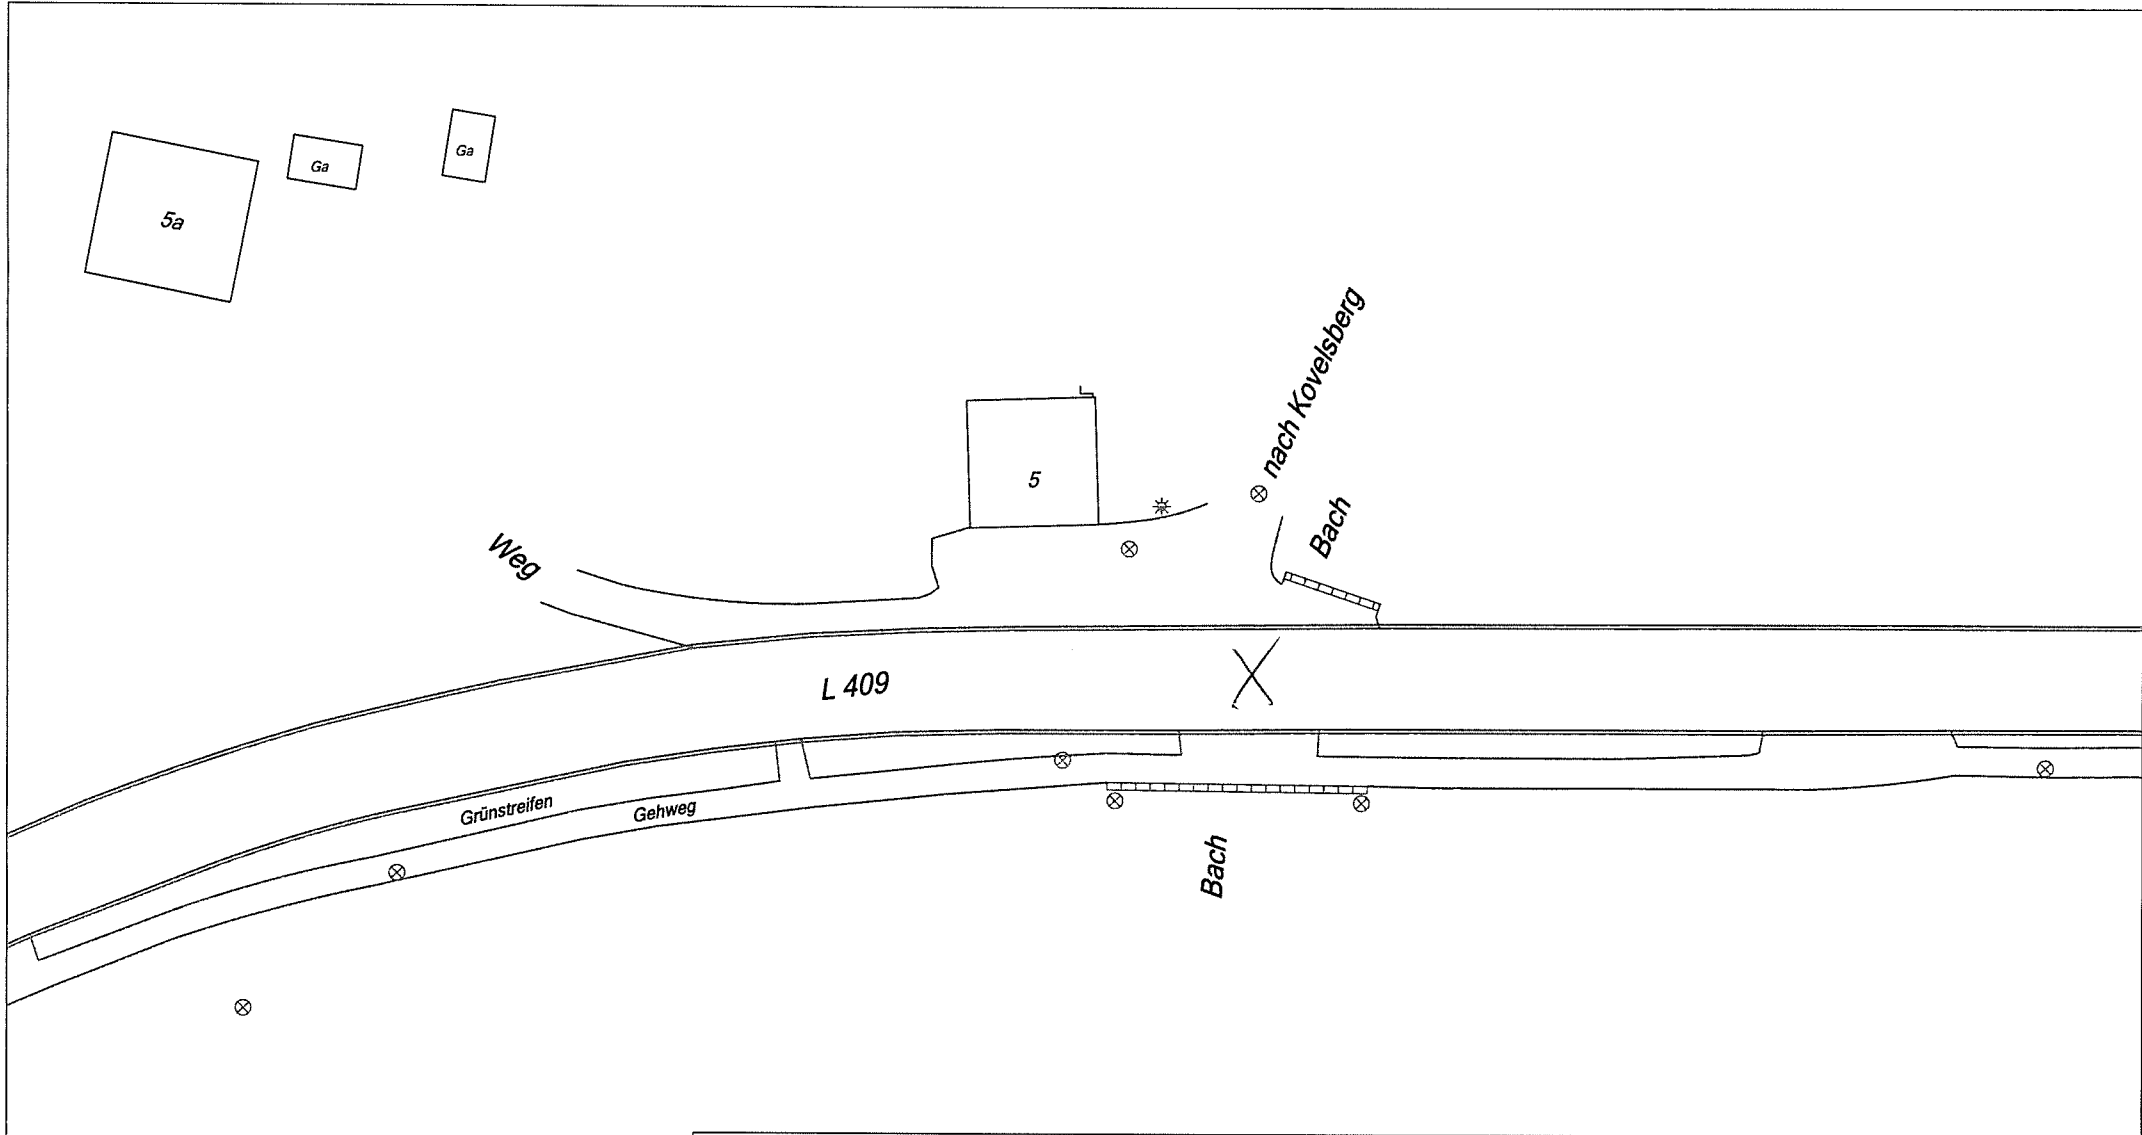 Ga
Ga
5a
nach Kovelsberg
5
Bach
Weg
L 409
Grünstreifen
Gehweg
Bach